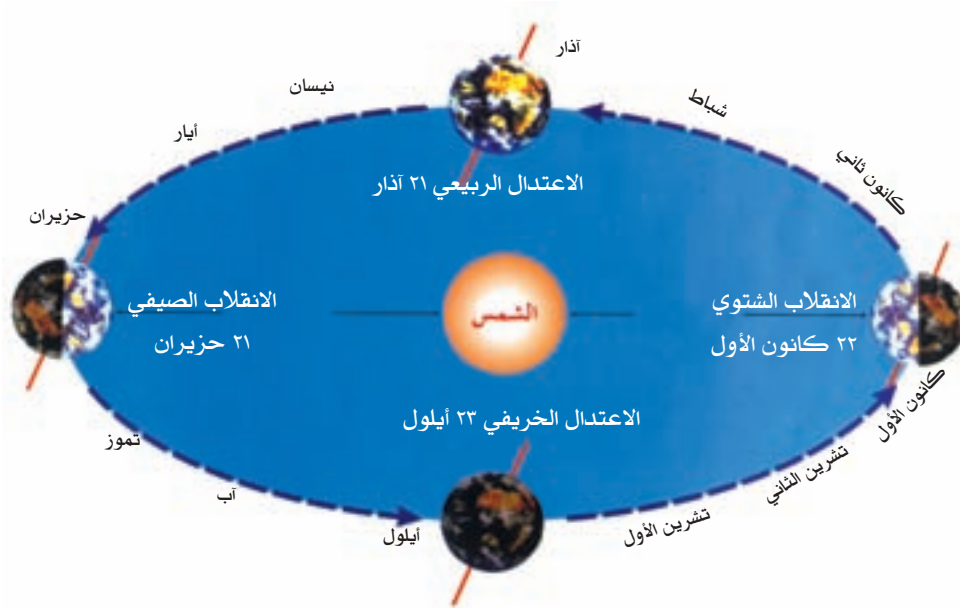 آذار
نيسان
شباط
أيار
كانون ثاني
الاعتدال الربيعي ٢١ آذار
حزيران
الانقلاب الصيفي
٢١ حزيران
الشمس
الانقلاب الشتوي
٢٢ كانون الأول
كانون الأول
الاعتدال الخريفي ٢٣ أيلول
تموز
تشرين الثاني
آب
أيلول
تشرين الأول